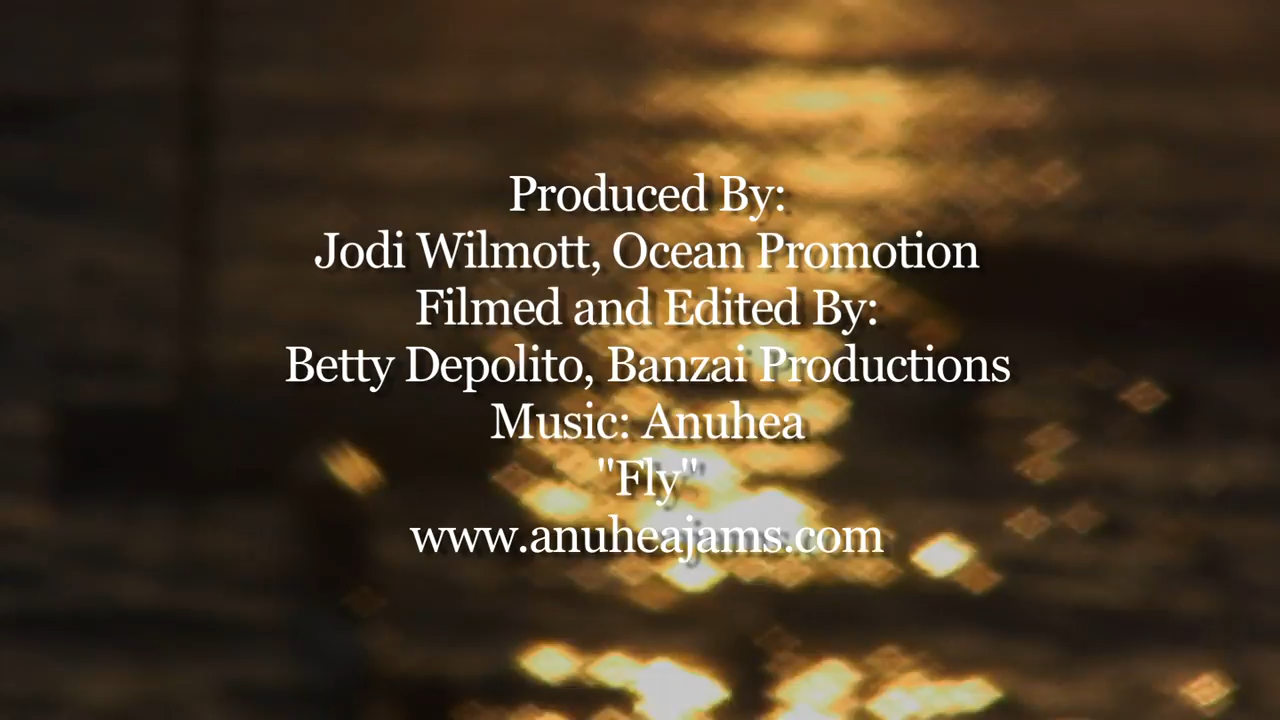 Produced By:
Jodi Wilmott, Ocean Promotion
Filmed and Edited By:
Betty Depolito, Banzai Productions
Music: Anuhea
"Fly"
www.anuheajams.com